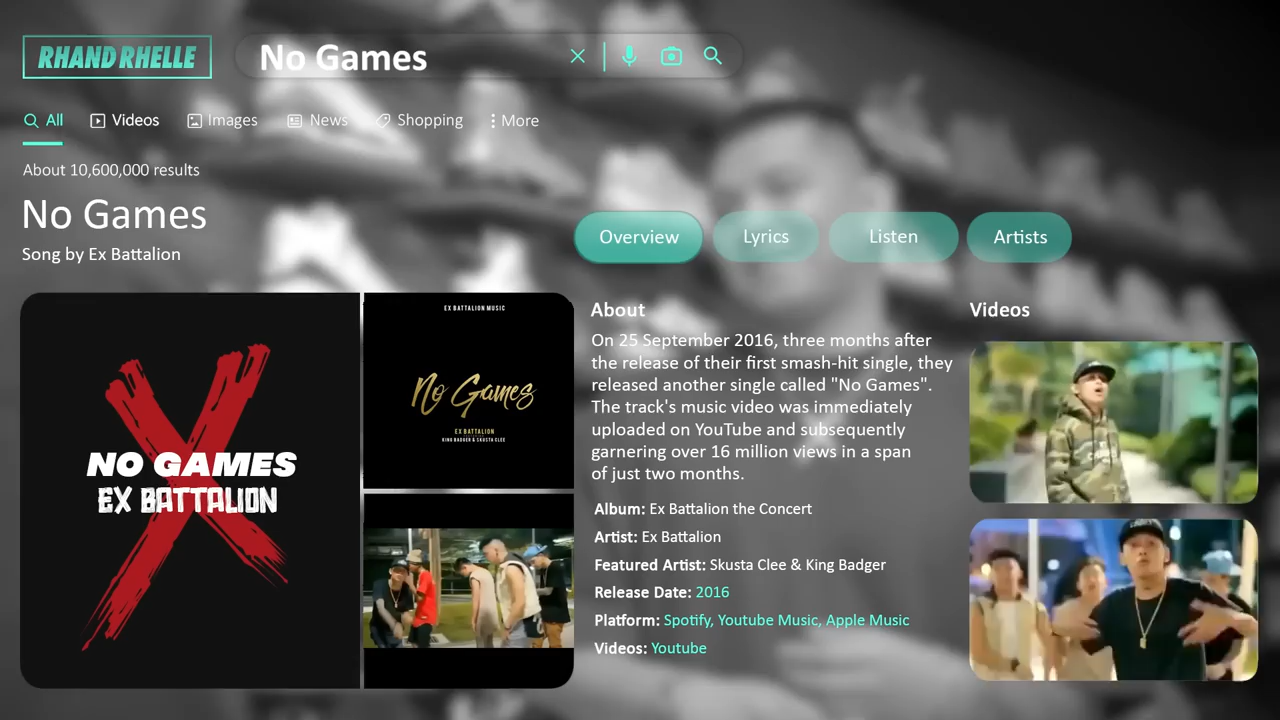 RHAND RHELLE
No Games
All
Videos
Images
News
Shopping
More
About 10,600,000 results
No Games
Song by Ex Battalion
Overview
Lyrics
Listen
Artists
NO GAMES
EX BATTALION
EX BATTALION MUSIC
No Games
EX BATTALION
KING BADGER & SKUSTA CLEE
About
On 25 September 2016, three months after
the release of their first smash-hit single, they
released another single called "No Games".
The track's music video was immediately
uploaded on YouTube and subsequently
garnering over 16 million views in a span
of just two months.
Album: Ex Battalion the Concert
Artist: Ex Battalion
Featured Artist: Skusta Clee & King Badger
Release Date: 2016
Platform: Spotify, Youtube Music, Apple Music
Videos: Youtube
Videos